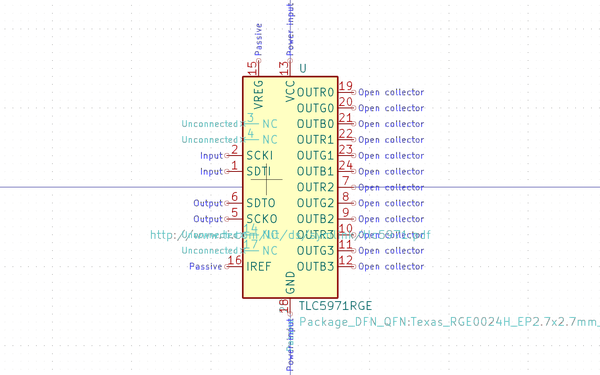 Passive
Power input
15
13
U
VREG
VCC
OUTR0 19 Open collector
OUTG0 20 Open collector
Unconnected 3 NC OUTB0 21 Open collector
Unconnected 4 NC OUTR1 22 Open collector
Input 2 SCKI OUTG1 23 Open collector
Input 1 SDTI OUTB1 24 Open collector
OUTR2 7 Open collector
Output 6 SDTO OUTG2 8 Open collector
Output 5 SCKO OUTB2 9 Open collector
14 NC OUTR3 10 Open collector
Unconnected 17 NC OUTG3 11 Open collector
Passive 16 IREF OUTB3 12 Open collector
GND
18
TLC5971RGE
Package_DFN_QFN:Texas_RGE0024H_EP2.7x2.7mm_
Power input